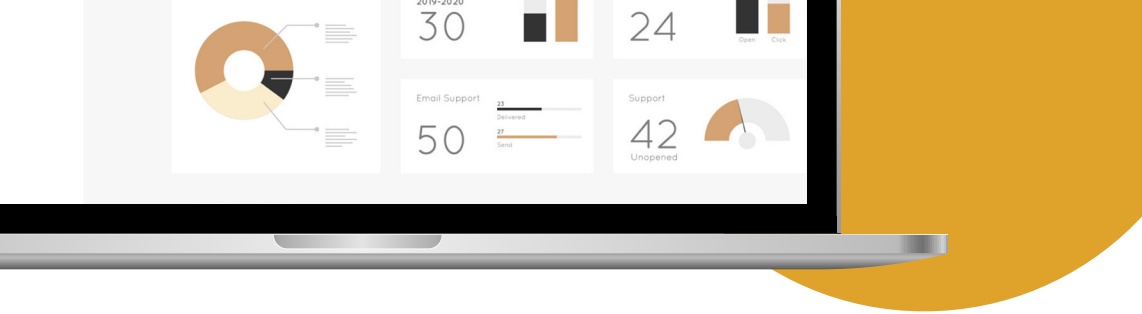 2019-2020
30
24
Open Click
Email Support
50
23
Delivered
27
Send
Support
42
Unopened